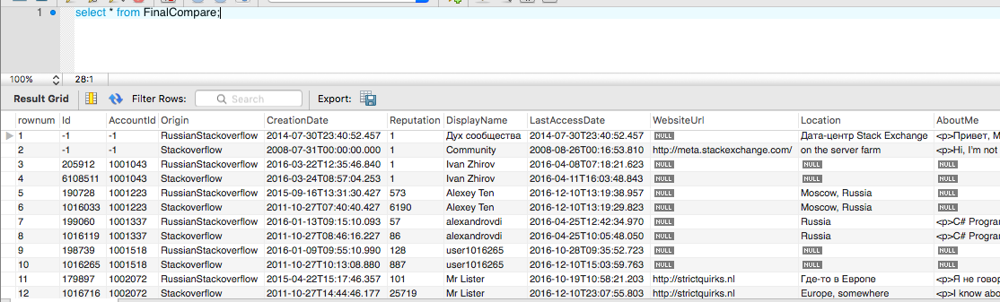 1 select * from FinalCompare;
100% 28:1
Result Grid Filter Rows: Search Export:
rownum Id AccountId Origin CreationDate Reputation DisplayName LastAccessDate WebsiteUrl Location AboutMe
1 -1 -1 RussianStackoverflow 2014-07-30T23:40:52.457 1 Дух сообщества 2014-07-30T23:40:52.457 NULL Дата-центр Stack Exchange <p>Привет, М
2 -1 -1 Stackoverflow 2008-07-31T00:00:00.000 1 Community 2008-08-26T00:16:53.810 http://meta.stackexchange.com/ on the server farm <p>Hi, I'm not
3 205912 1001043 RussianStackoverflow 2016-03-22T12:35:46.840 1 Ivan Zhirov 2016-04-08T07:18:21.623 NULL NULL NULL
4 6108511 1001043 Stackoverflow 2016-03-24T08:57:04.253 1 Ivan Zhirov 2016-04-11T16:03:48.843 NULL NULL NULL
5 190728 1001223 RussianStackoverflow 2015-09-16T13:31:30.427 573 Alexey Ten 2016-12-10T13:19:38.957 NULL Moscow, Russia
6 1016033 1001223 Stackoverflow 2011-10-27T07:40:40.427 6190 Alexey Ten 2016-12-10T13:19:29.823 NULL Moscow, Russia
7 199060 1001337 RussianStackoverflow 2016-01-13T09:15:10.093 57 alexandrovdi 2016-04-25T12:42:34.970 NULL Russia <p>C# Progran
8 1016119 1001337 Stackoverflow 2011-10-27T08:46:16.227 86 alexandrovdi 2016-04-25T10:05:48.050 NULL Russia <p>C# Progran
9 198739 1001518 RussianStackoverflow 2016-01-09T09:55:10.990 128 user1016265 2016-10-28T09:35:52.723 NULL NULL NULL
10 1016265 1001518 Stackoverflow 2011-10-27T10:13:08.880 887 user1016265 2016-12-10T15:03:59.763 NULL NULL NULL
11 179897 1002072 RussianStackoverflow 2015-04-22T15:17:46.357 101 Mr Lister 2016-10-19T10:58:21.203 http://strictquirks.nl Где-то в Европе <p>Я не говор
12 1016716 1002072 Stackoverflow 2011-10-27T14:44:46.177 25719 Mr Lister 2016-12-10T23:07:55.803 http://strictquirks.nl Europe, somewhere <p>I know abo